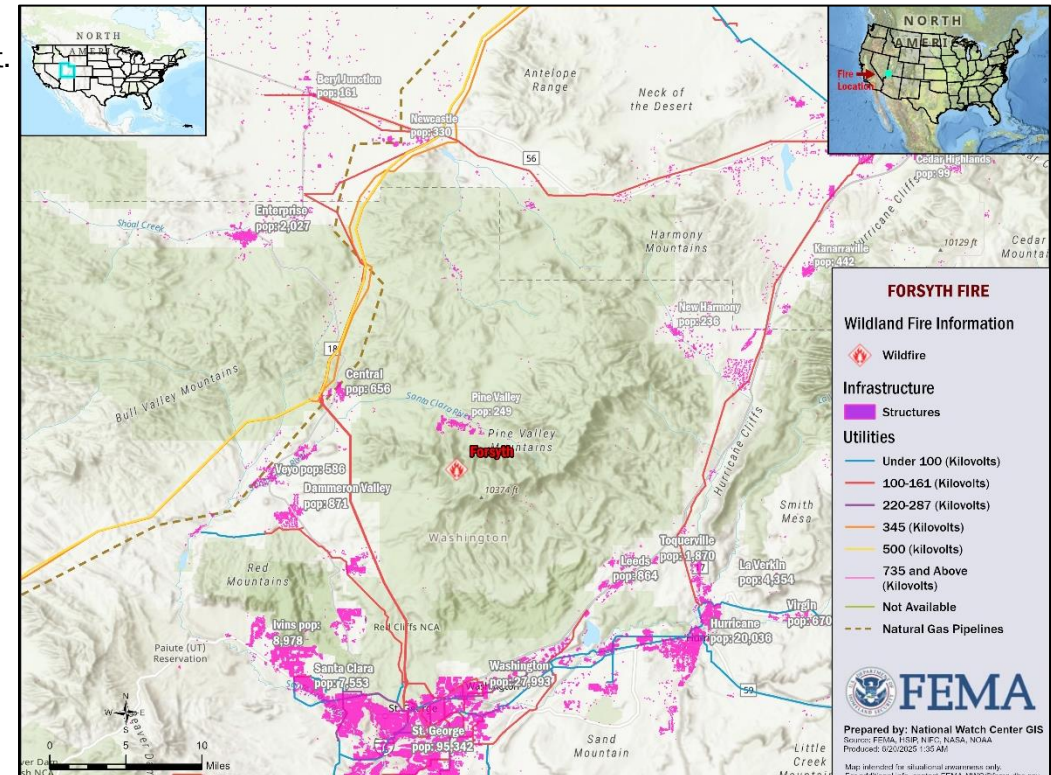 t.
NORTH
AMERICA
NORTH
AMERICA
Fire
Location
Beryl Junction
pop: 161
Antelope
Range
Neck of
the Desert
Newcastle
pop: 330
56
Cedar Highlands
pop: 99
Enterprise
pop: 2,027
Shoal Creek
Harmony
Mountains
Hurricane Cliffs
10129 ft
Cedar
Kanarraville
pop: 442
New Harmony
pop: 236
18
Bull Valley Mountains
Central
pop: 656
Santa Clara River
Pine Valley
pop: 249
Pine Valley
Mountains
Forsyth
10374 ft
Hurricane Cliffs
Veyo pop: 586
Dammeron Valley
pop: 871
Washington
Smith
Mesa
Red
Mountains
Toquerville
pop: 1,870
Leeds
pop: 864
La Verkin
pop: 4,354
Virgin
pop: 670
Ivins pop:
8,978
Red Cliffs NCA
Hurricane
pop: 20,036
Paiute (UT)
Reservation
Santa Clara
pop: 7,553
Washington
pop: 27,993
59
St. George
St. George
pop: 95,342
Sand
Mountain
Little
Creek
N
W
E
S
0 5 10
Miles
FORSYTH FIRE
Wildland Fire Information
Wildfire
Infrastructure
Structures
Utilities
Under 100 (Kilovolts)
100-161 (Kilovolts)
220-287 (Kilovolts)
345 (Kilovolts)
500 (kilovolts)
735 and Above
(Kilovolts)
Not Available
Natural Gas Pipelines
FEMA
Prepared by: National Watch Center GIS
Source: FEMA, HSIP, NIFC, NASA, NOAA
Produced: 6/20/2025 1:35 AM
Map intended for situational awareness only.